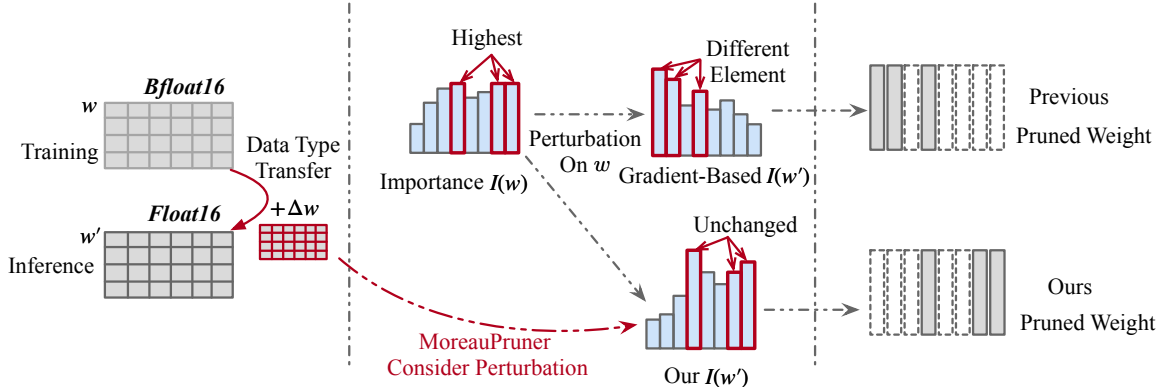 Bfloat16
w
Training
Data Type
Transfer
Float16
+Δw
w'
Inference
Highest
Importance I(w)
Perturbation
On w
Different
Element
Gradient-Based I(w')
Unchanged
MoreauPruner
Consider Perturbation
Our I(w')
Previous
Pruned Weight
Ours
Pruned Weight